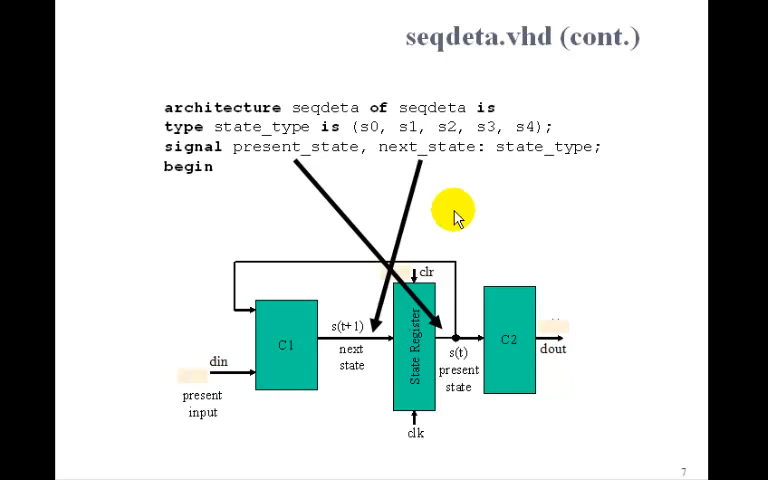 seqdeta.vhd (cont.)
architecture seqdeta of seqdeta is
type state_type is (s0, s1, s2, s3, s4);
signal present_state, next_state: state_type;
begin
clr
s(t+1)
next
state
C1
State Register
s(t)
present
state
C2
dout
din
present
input
clk
7